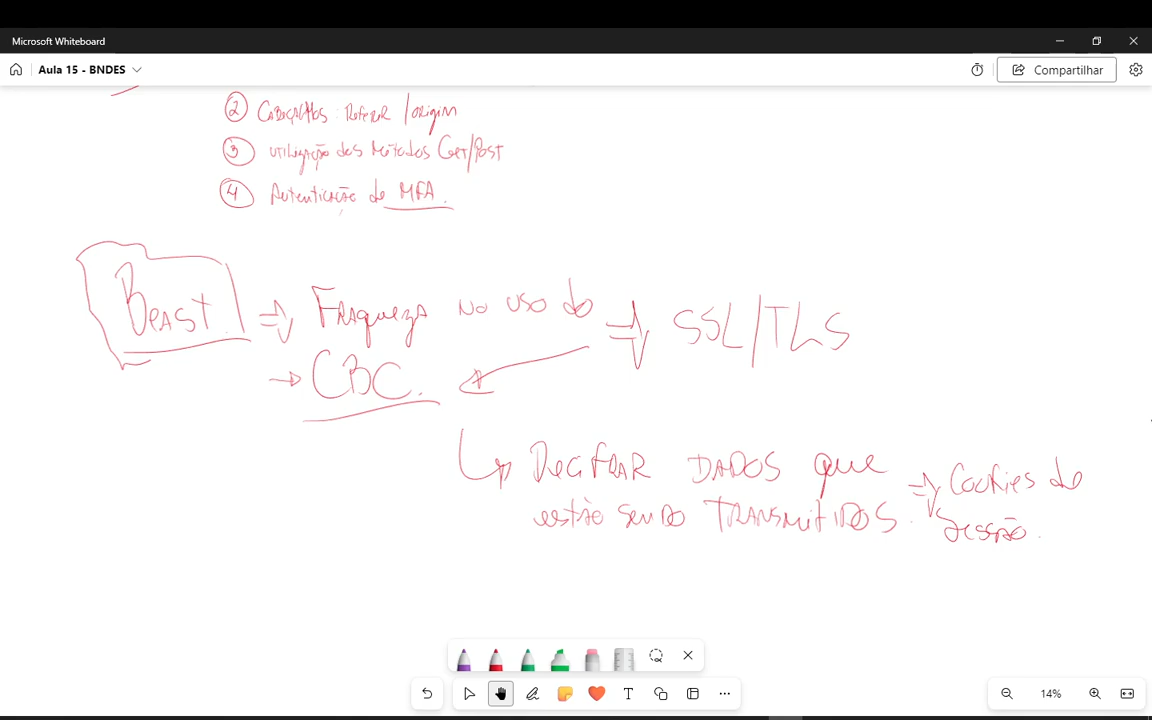 Microsoft Whiteboard
Aula 15 - BNDES
Compartilhar
2 Cabeçalhos: Referer / origin
3 utilização dos Métodos Get/Post
4 Autenticação de MFA.
Beast. ⇒ Fraqueza no uso do ⇒ SSL/TLS
→ CBC.
Decifrar DADOS que
estão sendo TRANSMITIDOS. ⇒ Cookies de
Sessão.
14%